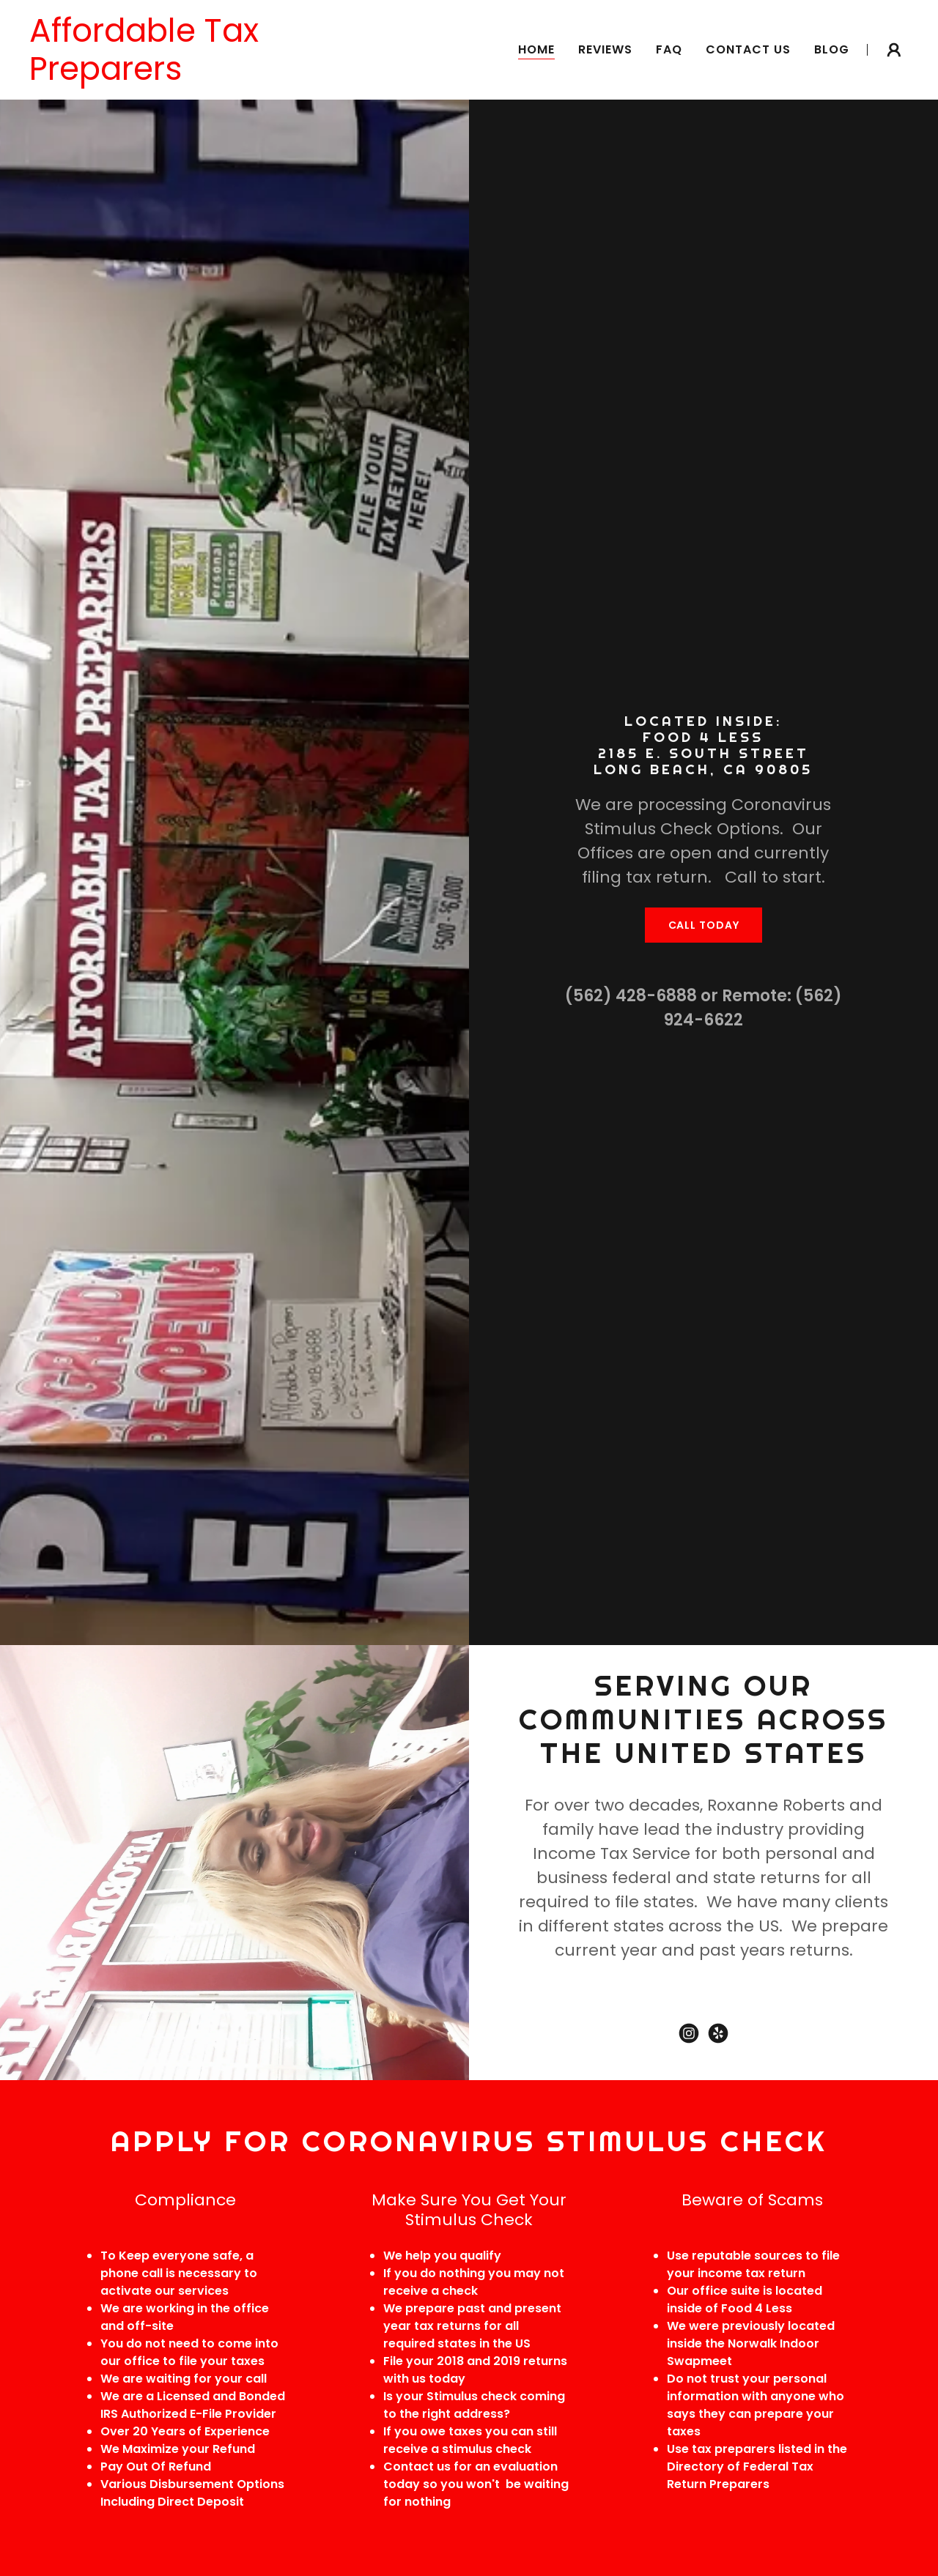 Affordable Tax
Preparers
HOME REVIEWS FAQ CONTACT US BLOG
FILE YOUR
TAX RETURN
HERE!
Professional
INCOME TAX
Personal
Business
AFFORDABLE TAX PREPARERS
ADVANCE LOAN
$500 $6,000
GRAND
RE-OPENING
Affordable Tax Preparers
(562) 428-6888
OPEN
LOCATED INSIDE:
FOOD 4 LESS
2185 E. SOUTH STREET
LONG BEACH, CA 90805
We are processing Coronavirus
Stimulus Check Options. Our
Offices are open and currently
filing tax return. Call to start.
CALL TODAY
(562) 428-6888 or Remote: (562)
924-6622
AFFORDABLE T
SERVING OUR
COMMUNITIES ACROSS
THE UNITED STATES
For over two decades, Roxanne Roberts and
family have lead the industry providing
Income Tax Service for both personal and
business federal and state returns for all
required to file states. We have many clients
in different states across the US. We prepare
current year and past years returns.
APPLY FOR CORONAVIRUS STIMULUS CHECK
Compliance
• To Keep everyone safe, a
phone call is necessary to
activate our services
• We are working in the office
and off-site
• You do not need to come into
our office to file your taxes
• We are waiting for your call
• We are a Licensed and Bonded
IRS Authorized E-File Provider
• Over 20 Years of Experience
• We Maximize your Refund
• Pay Out Of Refund
• Various Disbursement Options
Including Direct Deposit
Make Sure You Get Your
Stimulus Check
• We help you qualify
• If you do nothing you may not
receive a check
• We prepare past and present
year tax returns for all
required states in the US
• File your 2018 and 2019 returns
with us today
• Is your Stimulus check coming
to the right address?
• If you owe taxes you can still
receive a stimulus check
• Contact us for an evaluation
today so you won't be waiting
for nothing
Beware of Scams
• Use reputable sources to file
your income tax return
• Our office suite is located
inside of Food 4 Less
• We were previously located
inside the Norwalk Indoor
Swapmeet
• Do not trust your personal
information with anyone who
says they can prepare your
taxes
• Use tax preparers listed in the
Directory of Federal Tax
Return Preparers